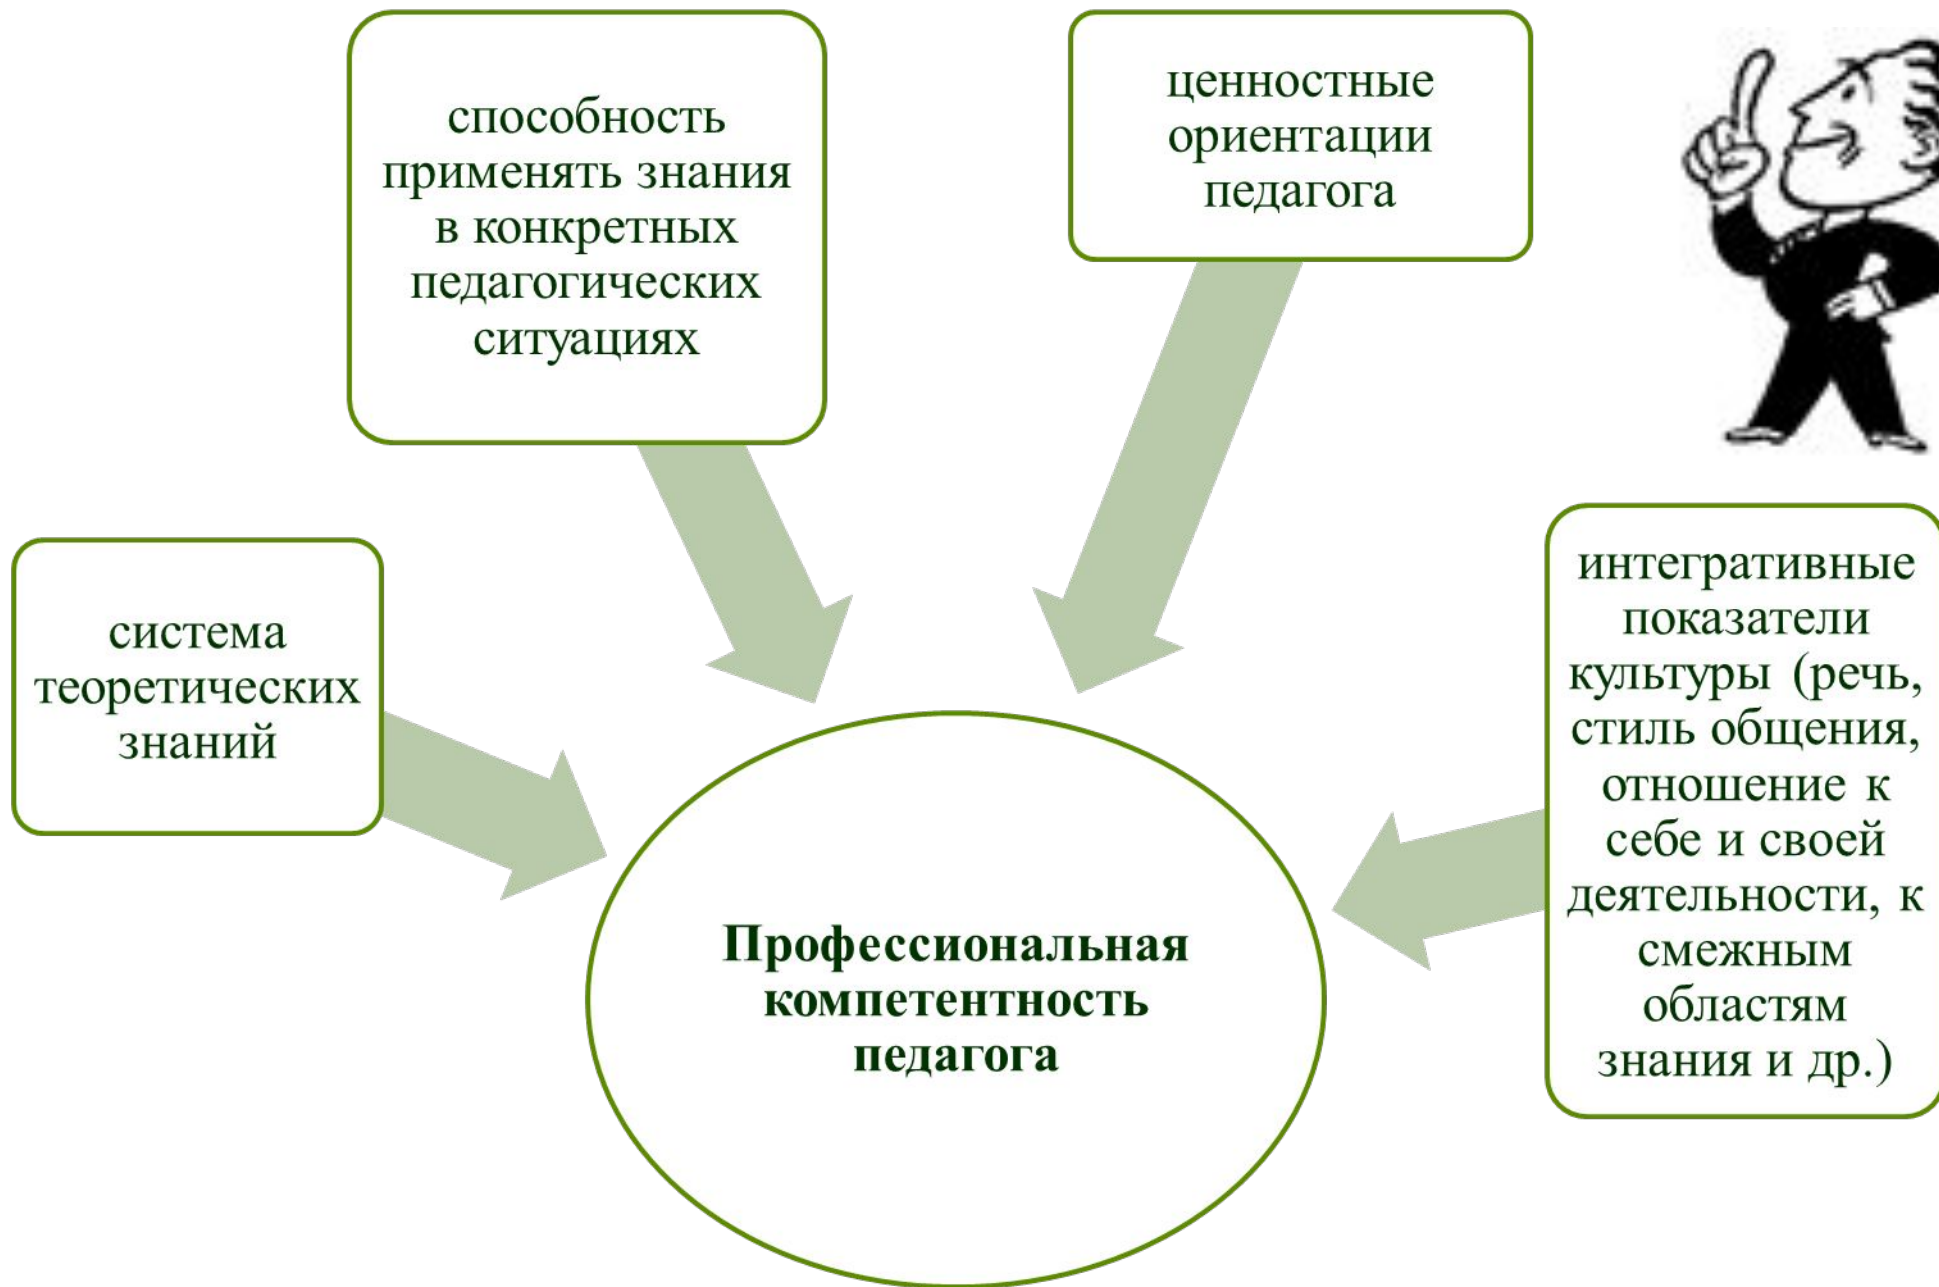 способность
применять знания
в конкретных
педагогических
ситуациях
ценностные
ориентации
педагога
система
теоретических
знаний
интегративные
показатели
культуры (речь,
стиль общения,
отношение к
себе и своей
деятельности, к
смежным
областям
знания и др.)
Профессиональная
компетентность
педагога